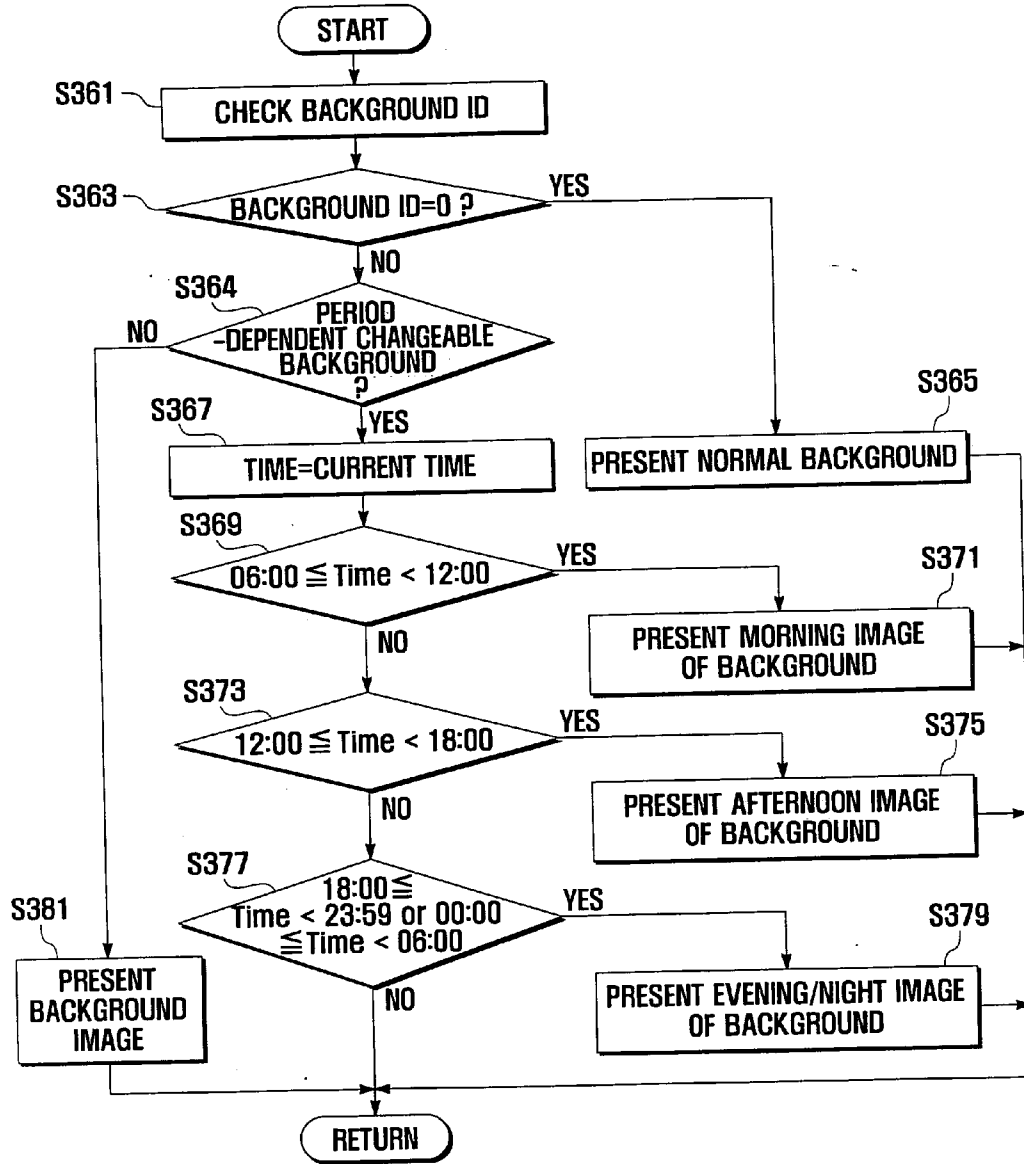 START
S361
CHECK BACKGROUND ID
S363
BACKGROUND ID=0 ?
YES
NO
S364
PERIOD
-DEPENDENT CHANGEABLE
BACKGROUND
?
NO
YES
S365
PRESENT NORMAL BACKGROUND
S367
TIME=CURRENT TIME
S369
06:00 ≦ Time < 12:00
YES
NO
S371
PRESENT MORNING IMAGE
OF BACKGROUND
S373
12:00 ≦ Time < 18:00
YES
NO
S375
PRESENT AFTERNOON IMAGE
OF BACKGROUND
S377
18:00 ≦
Time < 23:59 or 00:00
≦ Time < 06:00
YES
NO
S379
PRESENT EVENING/NIGHT IMAGE
OF BACKGROUND
S381
PRESENT
BACKGROUND
IMAGE
RETURN